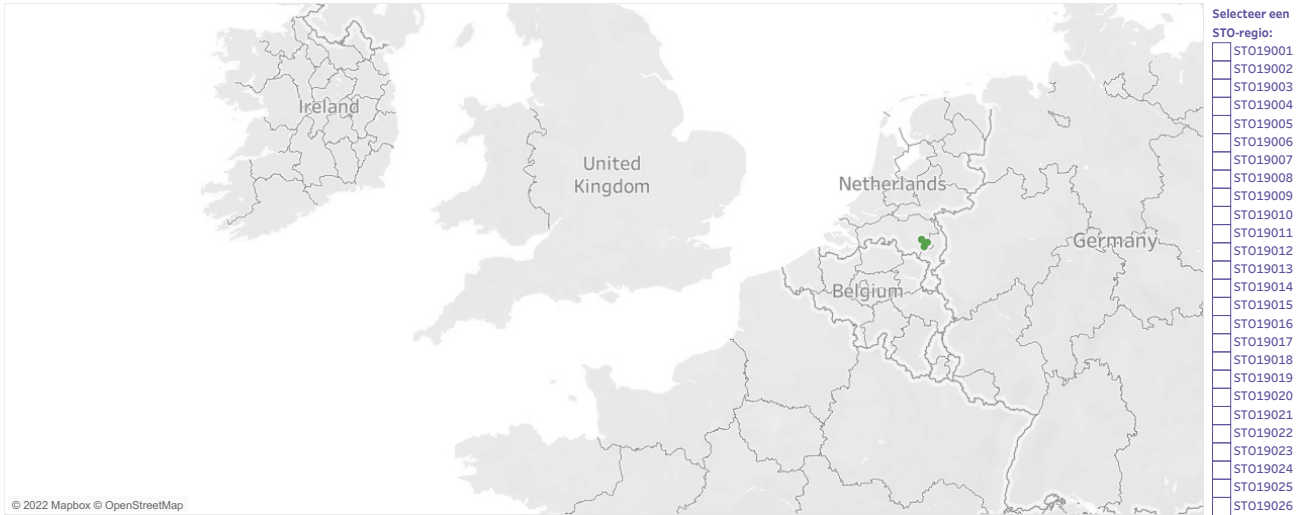 Ireland
United
Kingdom
Netherlands
Germany
Belgium
© 2022 Mapbox © OpenStreetMap
Selecteer een
STO-regio:
STO19001
STO19002
STO19003
STO19004
STO19005
STO19006
STO19007
STO19008
STO19009
STO19010
STO19011
STO19012
STO19013
STO19014
STO19015
STO19016
STO19017
STO19018
STO19019
STO19020
STO19021
STO19022
STO19023
STO19024
STO19025
STO19026